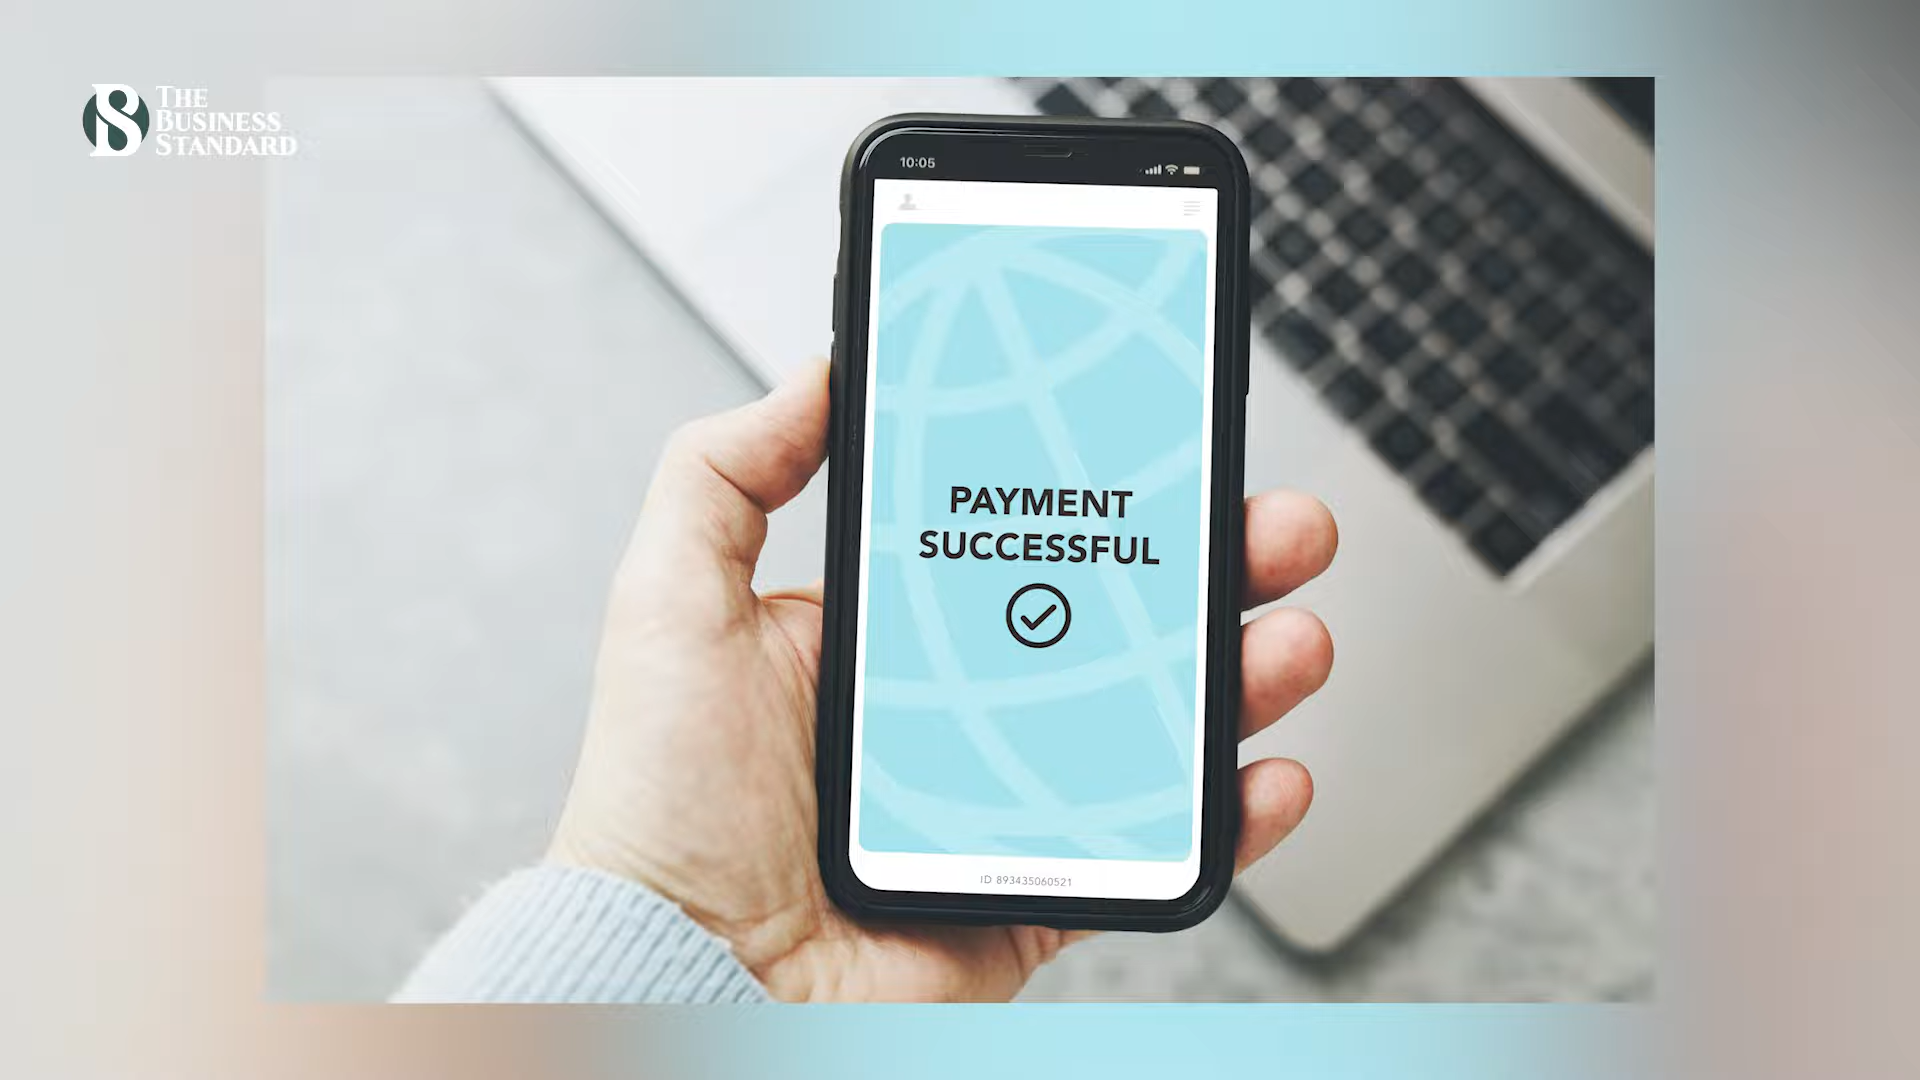 THE
BUSINESS
STANDARD
10:05
PAYMENT
SUCCESSFUL
ID 893435060521